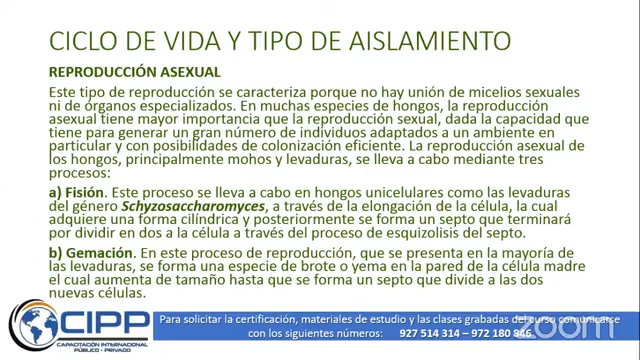 CICLO DE VIDA Y TIPO DE AISLAMIENTO
REPRODUCCIÓN ASEXUAL
Este tipo de reproducción se caracteriza porque no hay unión de micelios sexuales
ni de órganos especializados. En muchas especies de hongos, la reproducción
asexual tiene mayor importancia que la reproducción sexual, dada la capacidad que
tiene para generar un gran número de individuos adaptados a un ambiente en
particular y con posibilidades de colonización eficiente. La reproducción asexual de
los hongos, principalmente mohos y levaduras, se lleva a cabo mediante tres
procesos:
a) Fisión. Este proceso se lleva a cabo en hongos unicelulares como las levaduras
del género Schyzosaccharomyces, a través de la elongación de la célula, la cual
adquiere una forma cilíndrica y posteriormente se forma un septo que terminará
por dividir en dos a la célula a través del proceso de esquizolisis del septo.
b) Gemación. En este proceso de reproducción, que se presenta en la mayoría de
las levaduras, se forma una especie de brote o yema en la pared de la célula madre
el cual aumenta de tamaño hasta que se forma un septo que divide a las dos
nuevas células.
CIPP
CAPACITACIÓN INTERNACIONAL
PÚBLICO - PRIVADO
Para solicitar la certificación, materiales de estudio y las clases grabadas del curso comunicarse
con los siguientes números: 927 514 314 – 972 180 846
zoom